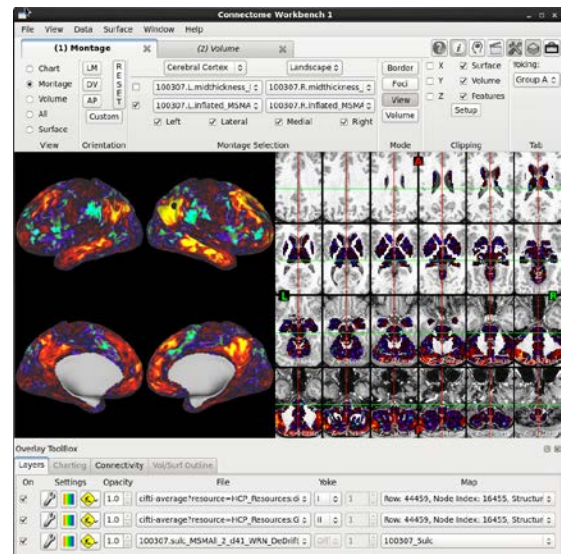 Connectome Workbench 1
File View Data Surface Window Help
(1) Montage (2) Volume
Chart
Montage
Volume
All
Surface
View
LM
DV
AP
Custom
Orientation
RESET
Cerebral Cortex Landscape
100307.L.midthickness_ 100307.R.midthickness_
100307.L.inflated_MSMA 100307.R.inflated_MSMA
Left Lateral Medial Right
Montage Selection
Border
Foci
View
Volume
Mode
X Surface
Y Volume
Z Features
Setup
Clipping
Yoking:
Group A
Tab
A
L R
Overlay ToolBox
Layers Charting Connectivity Vol/Surf Outline
On Settings Opacity File Yoke Map
1.0 cifti-average?resource=HCP_Resources:G I 1 Row: 44459, Node Index: 16455, Structur
1.0 cifti-average?resource=HCP_Resources:G II 1 Row: 44459, Node Index: 16455, Structur
1.0 100307.sulc_MSMAll_2_d41_WRN_DeDrift Off 1 100307_Sulc